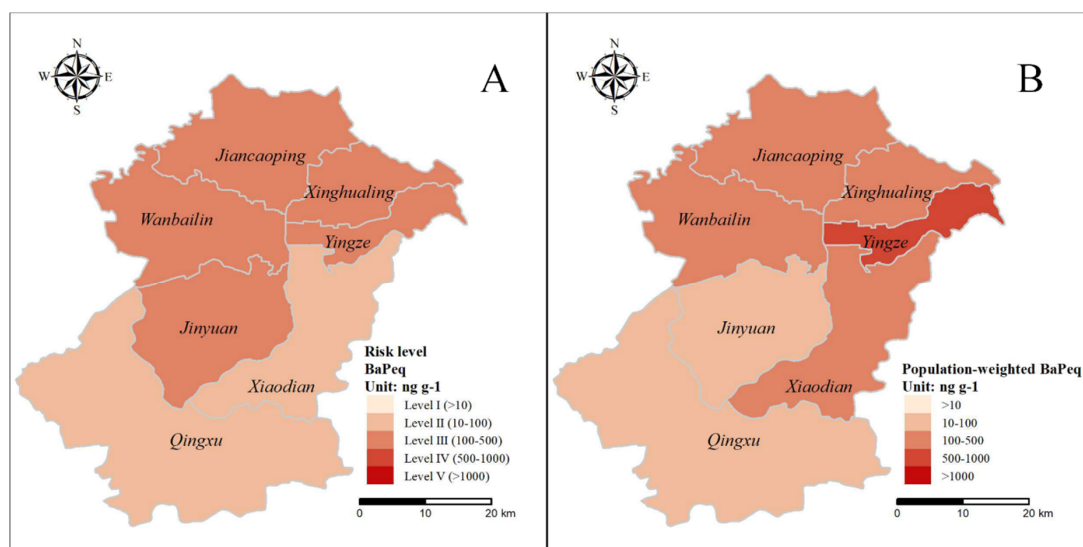 A
N
W E
S
Jiancaoping
Xinghualing
Wanbailin
Yingze
Jinyuan
Xiaodian
Qingxu
Risk level
BaPeq
Unit: ng g-1
Level I (>10)
Level II (10-100)
Level III (100-500)
Level IV (500-1000)
Level V (>1000)
0 10 20 km
B
N
W E
S
Jiancaoping
Xinghualing
Wanbailin
Yingze
Jinyuan
Xiaodian
Qingxu
Population-weighted BaPeq
Unit: ng g-1
>10
10-100
100-500
500-1000
>1000
0 10 20 km